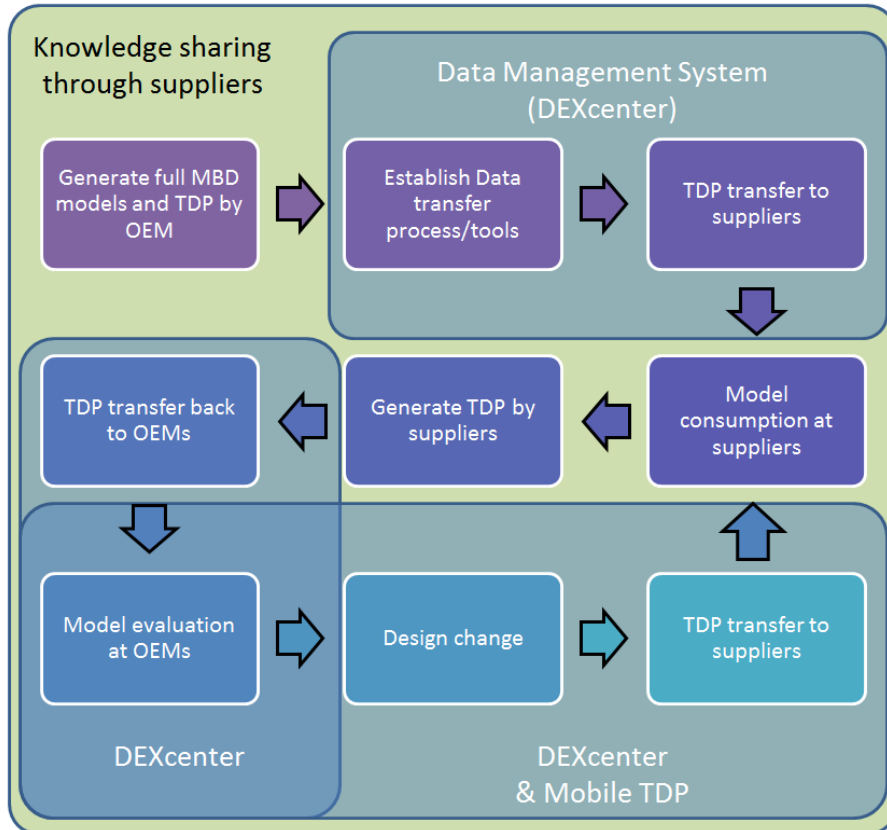 Knowledge sharing
through suppliers
Data Management System
(DEXcenter)
Generate full MBD
models and TDP by
OEM
Establish Data
transfer
process/tools
TDP transfer to
suppliers
TDP transfer back
to OEMs
Generate TDP by
suppliers
Model
consumption at
suppliers
Model evaluation
at OEMs
Design change
TDP transfer to
suppliers
DEXcenter
DEXcenter
& Mobile TDP